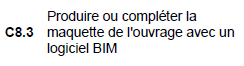 Produire ou compléter la
C8.3 maquette de l'ouvrage avec un
logiciel BIM